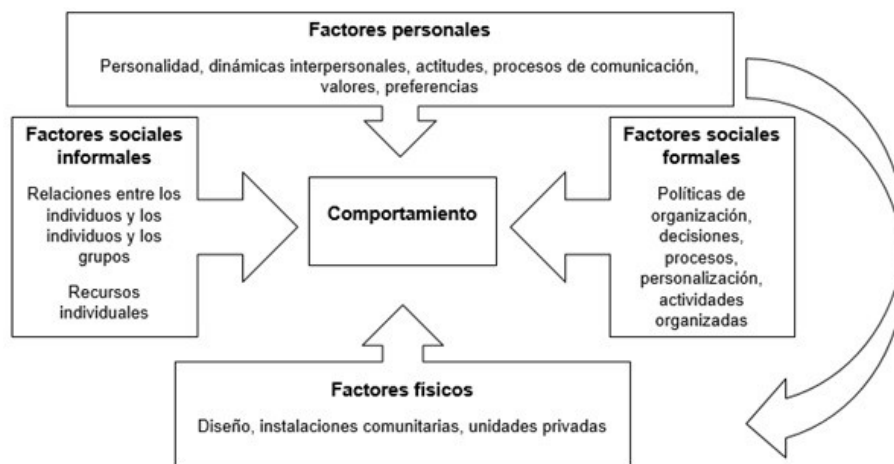 Factores personales
Personalidad, dinámicas interpersonales, actitudes, procesos de comunicación,
valores, preferencias
Factores sociales
informales
Relaciones entre los
individuos y los
individuos y los
grupos
Recursos
individuales
Comportamiento
Factores sociales
formales
Políticas de
organización,
decisiones,
procesos,
personalización,
actividades
organizadas
Factores físicos
Diseño, instalaciones comunitarias, unidades privadas